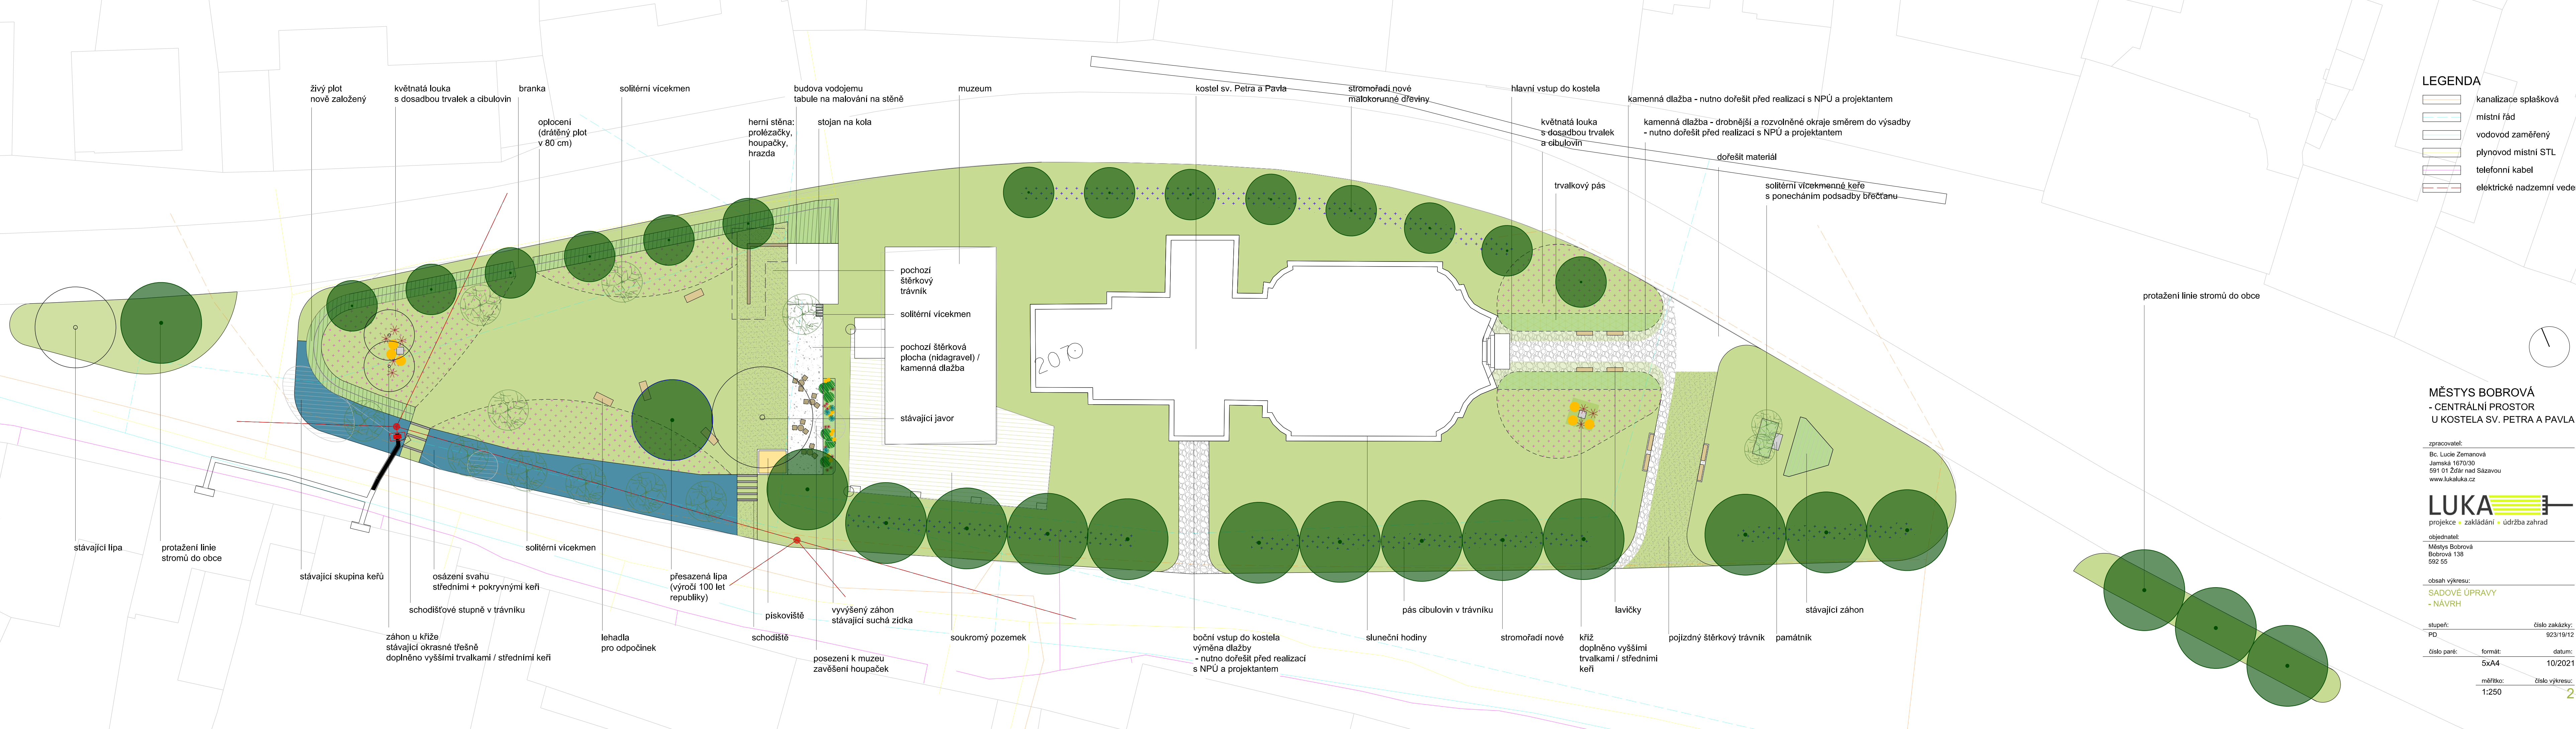 živý plot
nově založený
květnatá louka
s dosadbou trvalek a cibulovin
branka
oplocení
(drátěný plot
v 80 cm)
solitérní vícekmen
herní stěna:
prolézačky,
houpačky,
hrazda
budova vodojemu
tabule na malování na stěně
stojan na kola
muzeum
kostel sv. Petra a Pavla
stromořadí nové
malokorunné dřeviny
hlavní vstup do kostela
květnatá louka
s dosadbou trvalek
a cibulovin
trvalkový pás
kamenná dlažba - nutno dořešit před realizací s NPÚ a projektantem
kamenná dlažba - drobnější a rozvolněné okraje směrem do výsadby
- nutno dořešit před realizací s NPÚ a projektantem
dořešit materiál
solitérní vícekmenné keře
s ponecháním podsadby břečťanu
protažení linie stromů do obce
pochozí
štěrkový
trávník
solitérní vícekmen
pochozí štěrková
plocha (nidagravel) /
kamenná dlažba
stávající javor
stávající lípa
protažení linie
stromů do obce
stávající skupina keřů
osázení svahu
středními + pokryvnými keři
schodišťové stupně v trávníku
záhon u kříže
stávající okrasné třešně
doplněno vyššími trvalkami / středními keři
solitérní vícekmen
lehadla
pro odpočinek
přesazená lípa
(výročí 100 let
republiky)
pískoviště
schodiště
vyvýšený záhon
stávající suchá zídka
posezení k muzeu
zavěšení houpaček
soukromý pozemek
boční vstup do kostela
výměna dlažby
- nutno dořešit před realizací
s NPÚ a projektantem
sluneční hodiny
pás cibulovin v trávníku
stromořadí nové
kříž
doplněno vyššími
trvalkami / středními
keři
lavičky
pojízdný štěrkový trávník
památník
stávající záhon
2010
LEGENDA
kanalizace splašková
místní řád
vodovod zaměřený
plynovod místní STL
telefonní kabel
elektrické nadzemní vede
MĚSTYS BOBROVÁ
- CENTRÁLNÍ PROSTOR
U KOSTELA SV. PETRA A PAVLA
zpracovatel:
Bc. Lucie Zemanová
Jamská 1670/30
591 01 Žďár nad Sázavou
www.lukaluka.cz
LUKA
projekce • zakládání • údržba zahrad
objednatel:
Městys Bobrová
Bobrová 138
592 55
obsah výkresu:
SADOVÉ ÚPRAVY
- NÁVRH
stupeň: číslo zakázky:
PD 923/19/12
číslo paré: formát: datum:
5xA4 10/2021
měřítko: číslo výkresu:
1:250 2